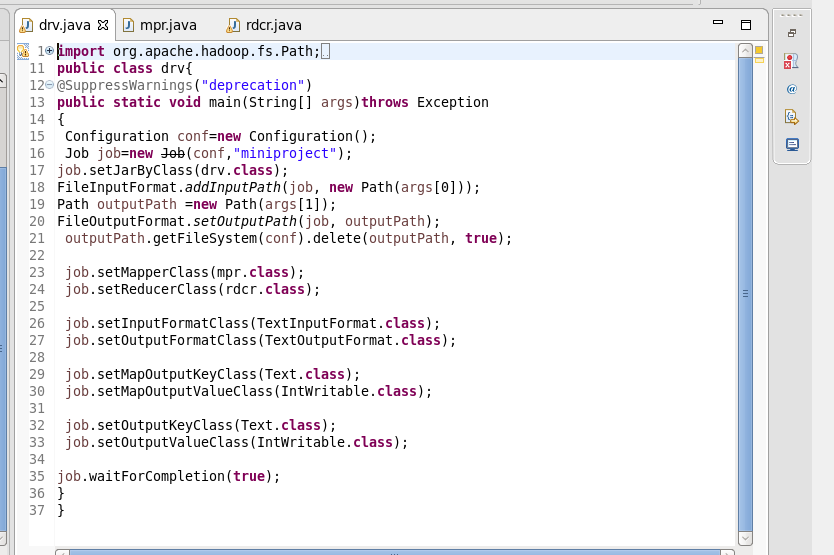 drv.java mpr.java rdcr.java
1 import org.apache.hadoop.fs.Path;
11 public class drv{
12 @SuppressWarnings("deprecation")
13 public static void main(String[] args)throws Exception
14 {
15  Configuration conf=new Configuration();
16  Job job=new Job(conf,"miniproject");
17 job.setJarByClass(drv.class);
18 FileInputFormat.addInputPath(job, new Path(args[0]));
19 Path outputPath =new Path(args[1]);
20 FileOutputFormat.setOutputPath(job, outputPath);
21  outputPath.getFileSystem(conf).delete(outputPath, true);
22
23  job.setMapperClass(mpr.class);
24  job.setReducerClass(rdcr.class);
25
26  job.setInputFormatClass(TextInputFormat.class);
27  job.setOutputFormatClass(TextOutputFormat.class);
28
29  job.setMapOutputKeyClass(Text.class);
30  job.setMapOutputValueClass(IntWritable.class);
31
32  job.setOutputKeyClass(Text.class);
33  job.setOutputValueClass(IntWritable.class);
34
35 job.waitForCompletion(true);
36 }
37 }